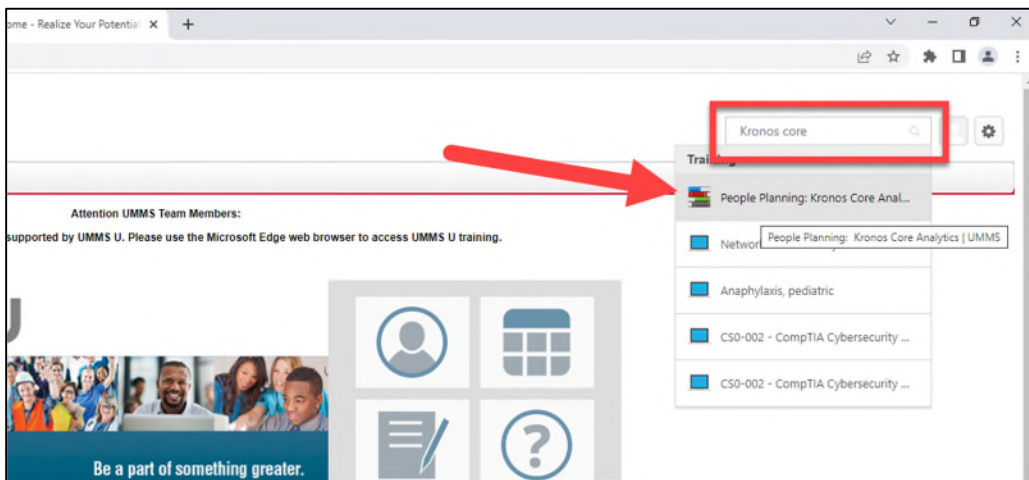 ome - Realize Your Potential
Kronos core
Training
People Planning: Kronos Core Anal...
People Planning: Kronos Core Analytics | UMMS
Networ
Anaphylaxis, pediatric
CS0-002 - CompTIA Cybersecurity ...
CS0-002 - CompTIA Cybersecurity ...
Attention UMMS Team Members:
supported by UMMS U. Please use the Microsoft Edge web browser to access UMMS U training.
U
Be a part of something greater.